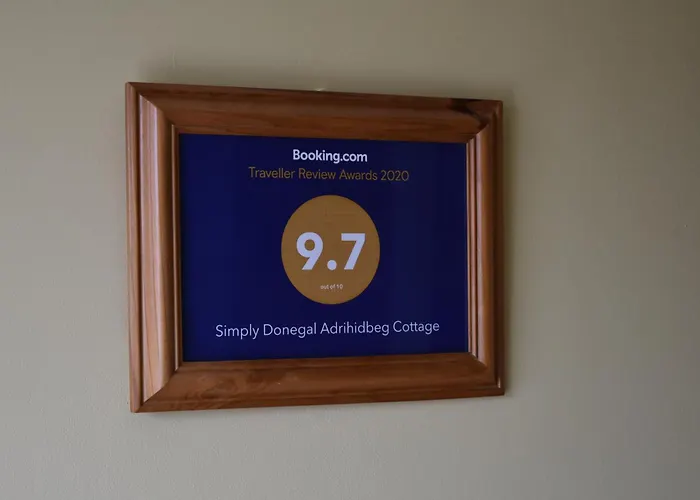 Booking.com
Traveller Review Awards 2020
9.7
out of 10
Simply Donegal Adrihidbeg Cottage